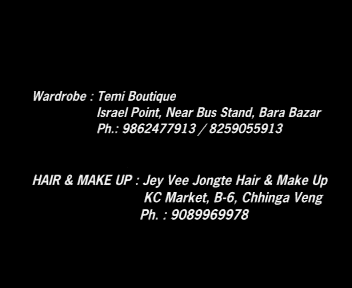 Wardrobe : Temi Boutique
Israel Point, Near Bus Stand, Bara Bazar
Ph.: 9862477913 / 8259055913
HAIR & MAKE UP : Jey Vee Jongte Hair & Make Up
KC Market, B-6, Chhinga Veng
Ph. : 9089969978